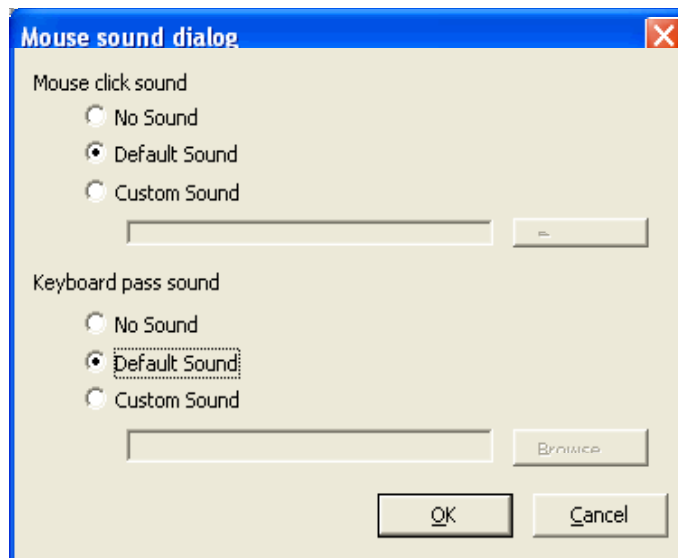 Mouse sound dialog
Mouse click sound
No Sound
Default Sound
Custom Sound
Keyboard pass sound
No Sound
Default Sound
Custom Sound
Browse
OK
Cancel